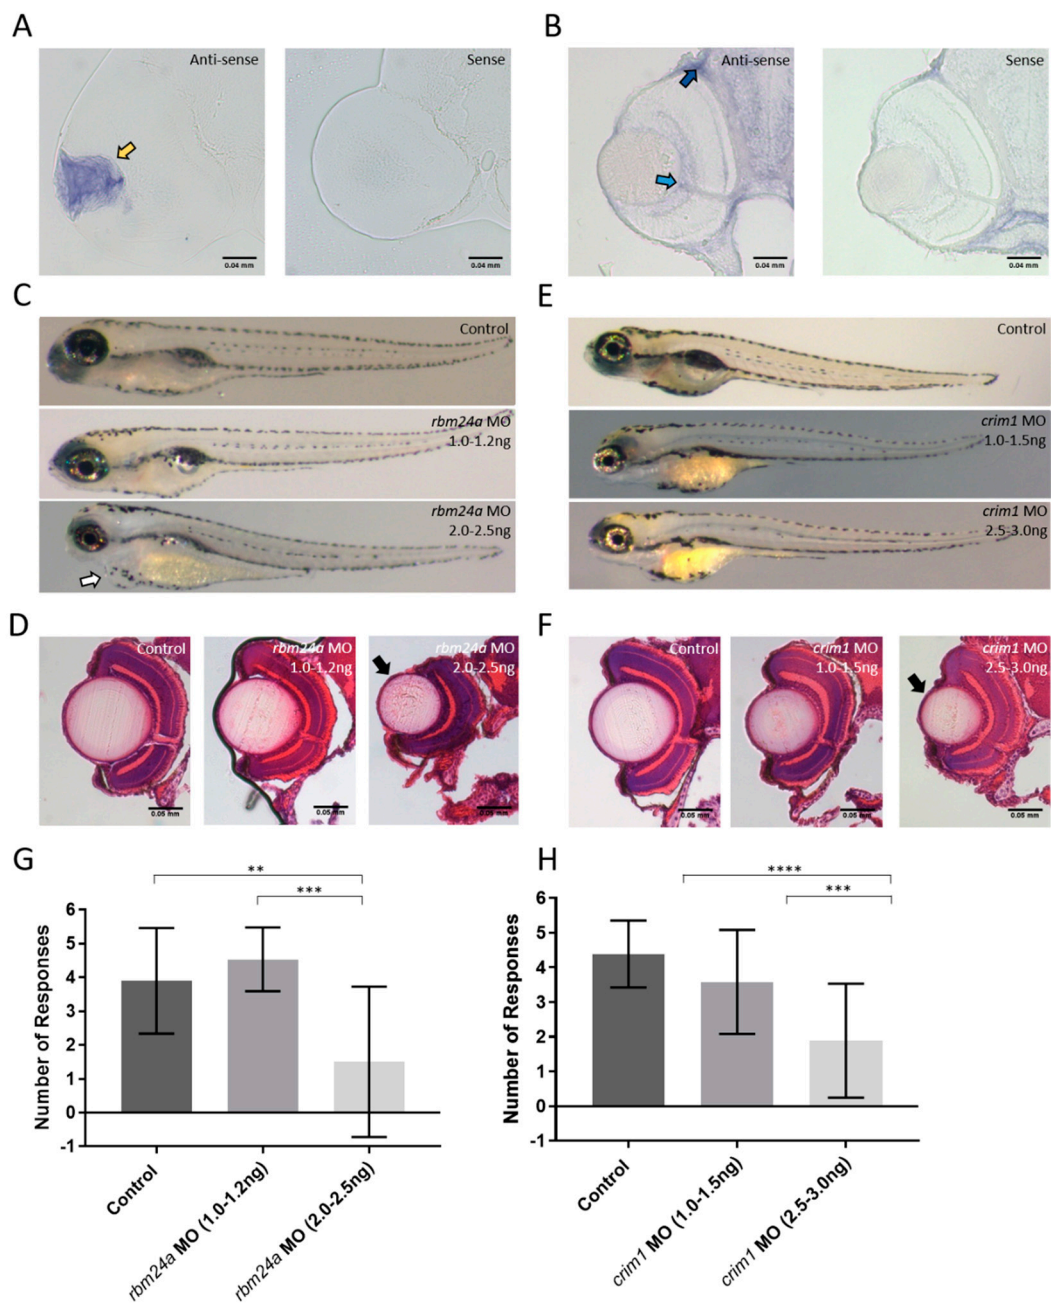 A
B
Anti-sense
Sense
Anti-sense
Sense
0.04 mm
0.04 mm
0.04 mm
0.04 mm
C
E
Control
rbm24a MO
1.0-1.2ng
rbm24a MO
2.0-2.5ng
Control
crim1 MO
1.0-1.5ng
crim1 MO
2.5-3.0ng
D
F
Control
rbm24a MO
1.0-1.2ng
rbm24a MO
2.0-2.5ng
0.05 mm
0.05 mm
0.05 mm
Control
crim1 MO
1.0-1.5ng
crim1 MO
2.5-3.0ng
0.05 mm
0.05 mm
0.05 mm
G
**
***
Number of Responses
6
5
4
3
2
1
0
-1
Control
rbm24a MO (1.0-1.2ng)
rbm24a MO (2.0-2.5ng)
H
****
***
Number of Responses
6
5
4
3
2
1
0
-1
Control
crim1 MO (1.0-1.5ng)
crim1 MO (2.5-3.0ng)